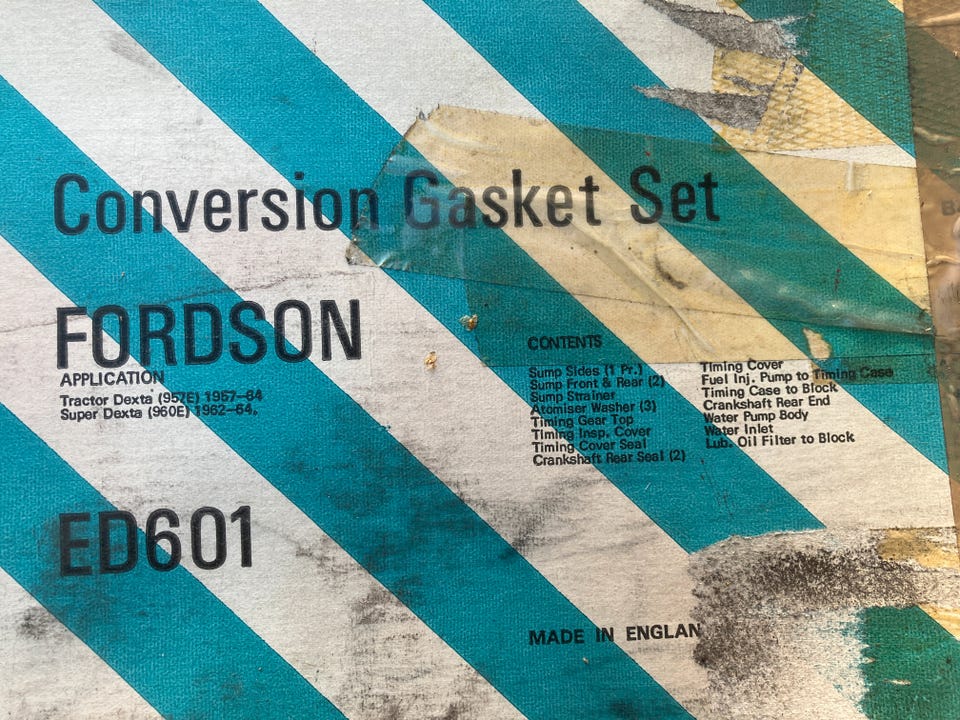 Conversion Gasket Set
FORDSON
APPLICATION
Tractor Dexta (957E) 1957–64
Super Dexta (960E) 1962–64.
CONTENTS
Sump Sides (1 Pr.)
Sump Front & Rear (2)
Sump Strainer
Atomiser Washer (3)
Timing Gear Top
Timing Insp. Cover
Timing Cover Seal
Crankshaft Rear Seal (2)
Timing Cover
Fuel Inj. Pump to Timing Case
Timing Case to Block
Crankshaft Rear End
Water Pump Body
Water Inlet
Lub. Oil Filter to Block
ED601
MADE IN ENGLAN